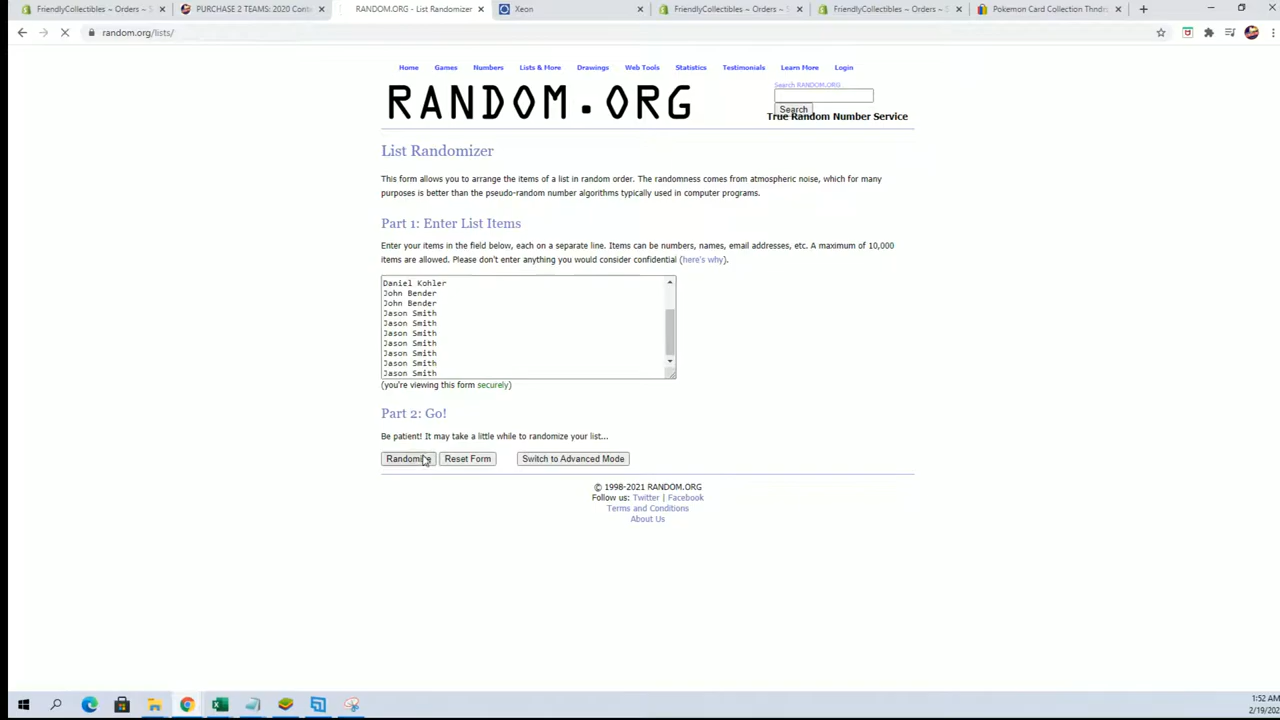 FriendlyCollectibles ~ Orders ~ S
PURCHASE 2 TEAMS: 2020 Cont
RANDOM.ORG - List Randomizer
Xeon
FriendlyCollectibles ~ Orders ~ S
FriendlyCollectibles ~ Orders ~ S
Pokemon Card Collection Thndr
random.org/lists/
Home Games Numbers Lists & More Drawings Web Tools Statistics Testimonials Learn More Login
RANDOM.ORG
Search RANDOM.ORG
Search
True Random Number Service
List Randomizer
This form allows you to arrange the items of a list in random order. The randomness comes from atmospheric noise, which for many
purposes is better than the pseudo-random number algorithms typically used in computer programs.
Part 1: Enter List Items
Enter your items in the field below, each on a separate line. Items can be numbers, names, email addresses, etc. A maximum of 10,000
items are allowed. Please don't enter anything you would consider confidential (here's why).
Daniel Kohler
John Bender
John Bender
Jason Smith
Jason Smith
Jason Smith
Jason Smith
Jason Smith
Jason Smith
Jason Smith
(you're viewing this form securely)
Part 2: Go!
Be patient! It may take a little while to randomize your list...
Randomize Reset Form Switch to Advanced Mode
© 1998-2021 RANDOM.ORG
Follow us: Twitter | Facebook
Terms and Conditions
About Us
1:52 AM
2/19/202